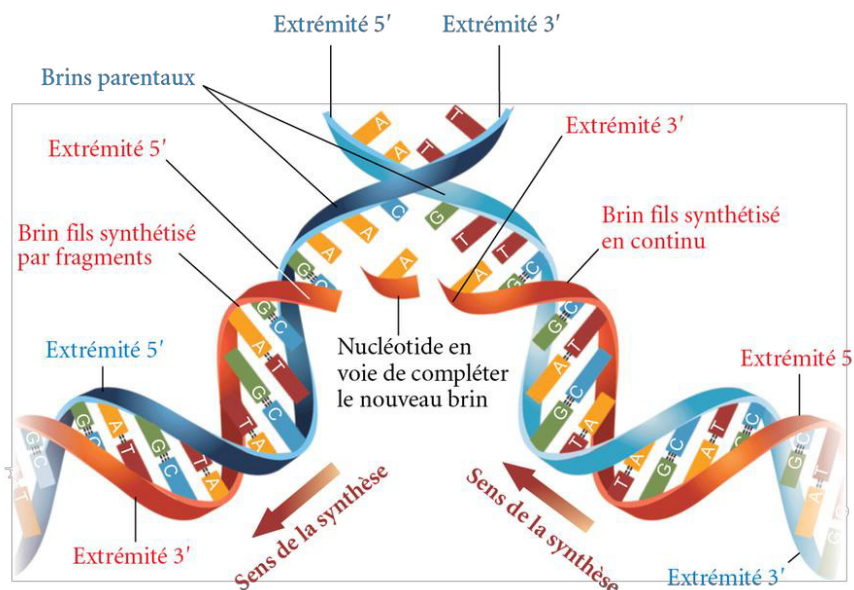 Extrémité 5′
Extrémité 3′
Brins parentaux
Extrémité 5′
Extrémité 3′
Brin fils synthétisé
par fragments
Brin fils synthétisé
en continu
A
T
A
T
C
G
A
T
A
T
G C
A
A
A T
G C
G C
A T
G C
T A
G C
A T
G C
T A
Nucléotide en
voie de compléter
le nouveau brin
Extrémité 5′
Extrémité 5
G C
A T
G C
T A
T A
G C
A T
G C
G C
T
G C
A T
Sens de la synthèse
Sens de la synthèse
Extrémité 3′
Extrémité 3′